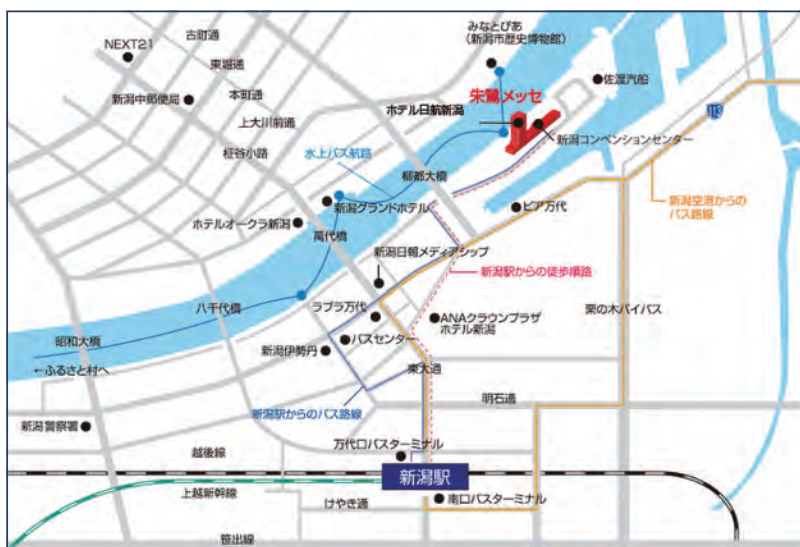 みなとぴあ
(新潟市歴史博物館)
古町通
NEXT21
東堀通
佐渡汽船
朱鷺メッセ
本町通
新潟中郵便局
ホテル日航新潟
113
上大川前通
新潟コンベンションセンター
柾谷小路
水上バス航路
柳都大橋
新潟空港からの
バス路線
新潟グランドホテル
ピア万代
ホテルオークラ新潟
萬代橋
新潟日報メディアシップ
新潟駅からの徒歩順路
八千代橋
ラブラ万代
栗の木バイパス
ANAクラウンプラザ
ホテル新潟
昭和大橋
バスセンター
新潟伊勢丹
←ふるさと村へ
東大通
明石通
新潟駅からのバス路線
新潟警察署
万代口バスターミナル
越後線
新潟駅
上越新幹線
南口バスターミナル
けやき通
笹出線